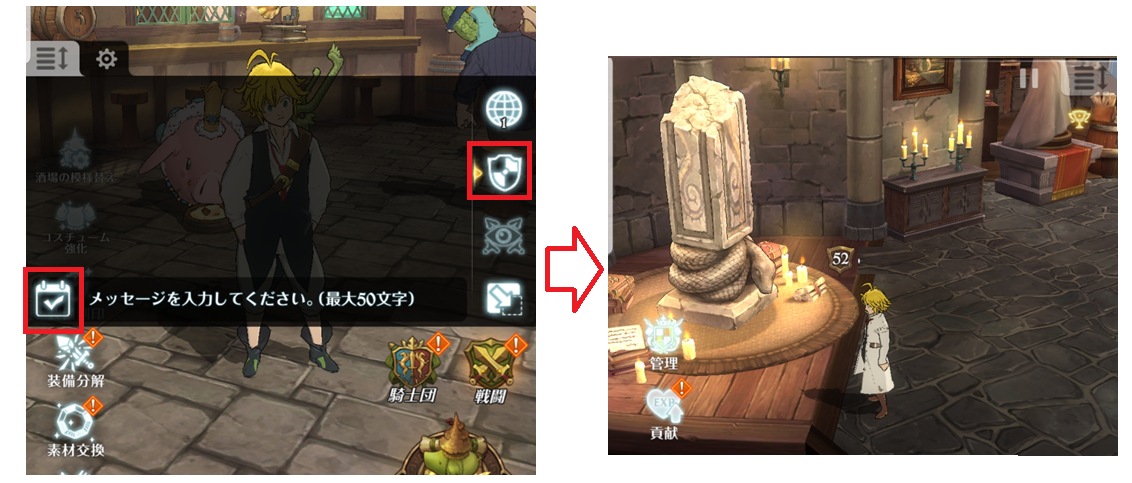 1
酒場の模様替え
コスチューム
強化
メッセージを入力してください。(最大50文字)
装備分解
騎士団
戦闘
素材交換
52
管理
EXP
貢献